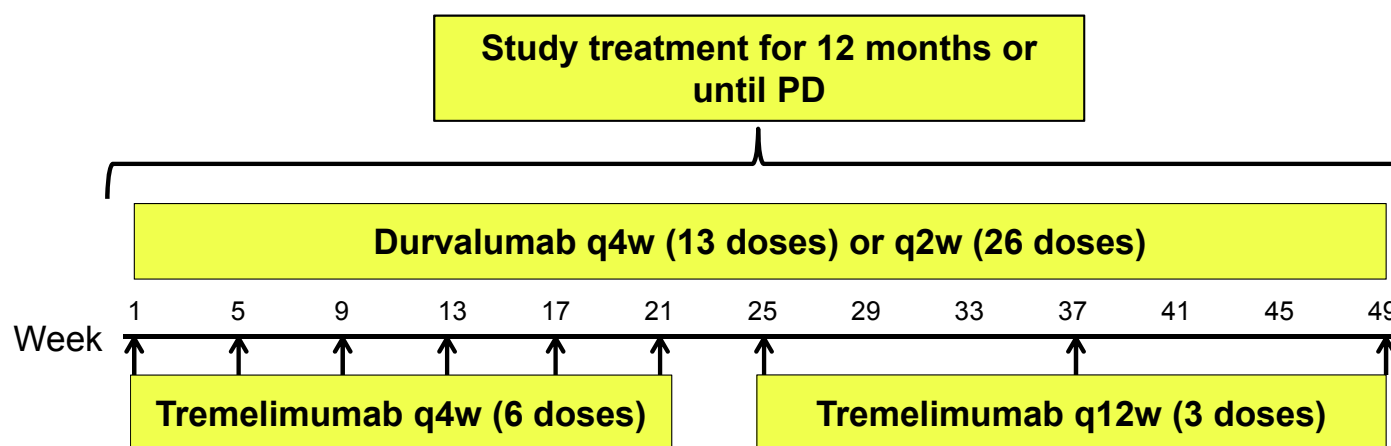 Study treatment for 12 months or
until PD
Durvalumab q4w (13 doses) or q2w (26 doses)
1 5 9 13 17 21 25 29 33 37 41 45 49
Week
Tremelimumab q4w (6 doses) Tremelimumab q12w (3 doses)